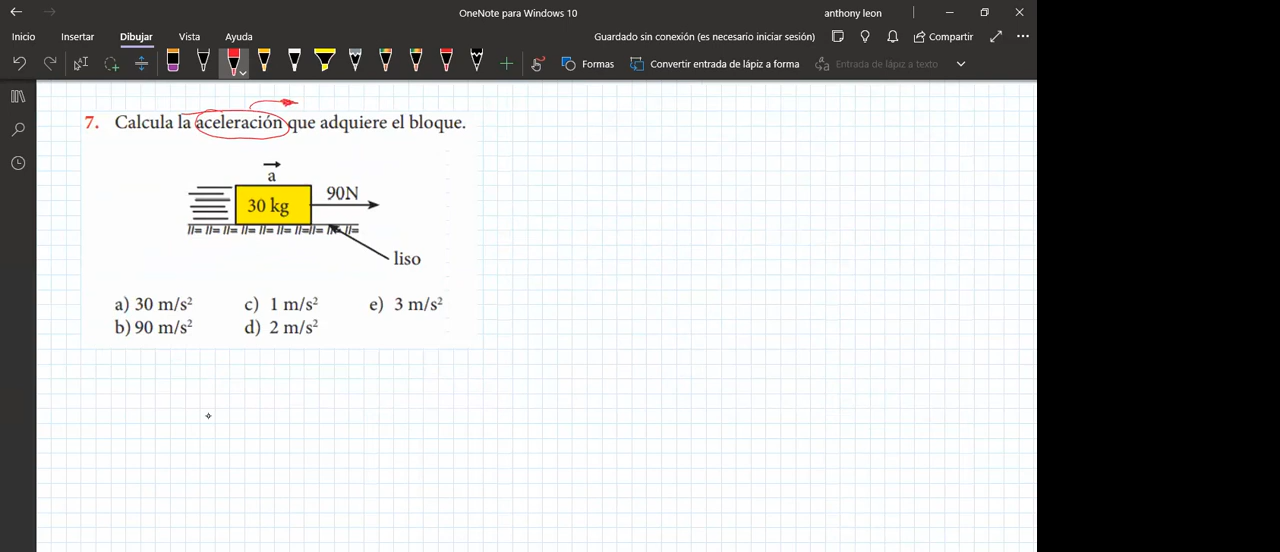 OneNote para Windows 10
anthony leon
Inicio
Insertar
Dibujar
Vista
Ayuda
Guardado sin conexión (es necesario iniciar sesión)
Compartir
Formas
Convertir entrada de lápiz a forma
Entrada de lápiz a texto
7. Calcula la aceleración que adquiere el bloque.
a
90N
30 kg
liso
a) 30 m/s² c) 1 m/s² e) 3 m/s²
b) 90 m/s² d) 2 m/s²